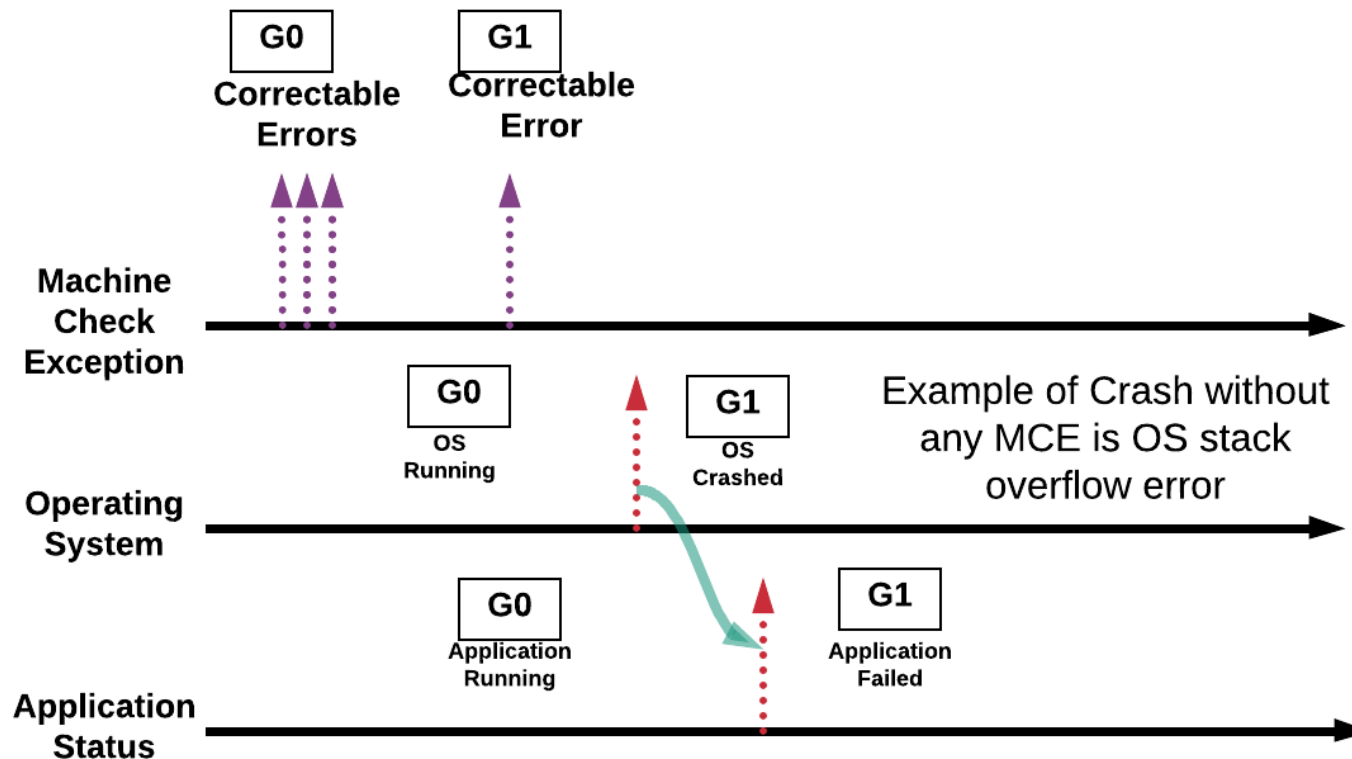 G0
Correctable
Errors
G1
Correctable
Error
Machine
Check
Exception
G0
OS
Running
G1
OS
Crashed
Example of Crash without
any MCE is OS stack
overflow error
Operating
System
G0
Application
Running
G1
Application
Failed
Application
Status